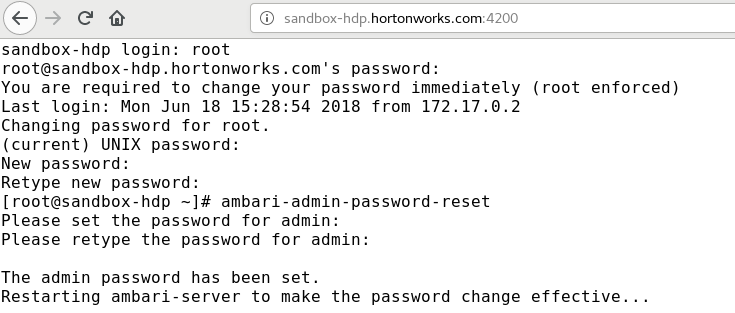 sandbox-hdp.hortonworks.com:4200
sandbox-hdp login: root
root@sandbox-hdp.hortonworks.com's password:
You are required to change your password immediately (root enforced)
Last login: Mon Jun 18 15:28:54 2018 from 172.17.0.2
Changing password for root.
(current) UNIX password:
New password:
Retype new password:
[root@sandbox-hdp ~]# ambari-admin-password-reset
Please set the password for admin:
Please retype the password for admin:
The admin password has been set.
Restarting ambari-server to make the password change effective...